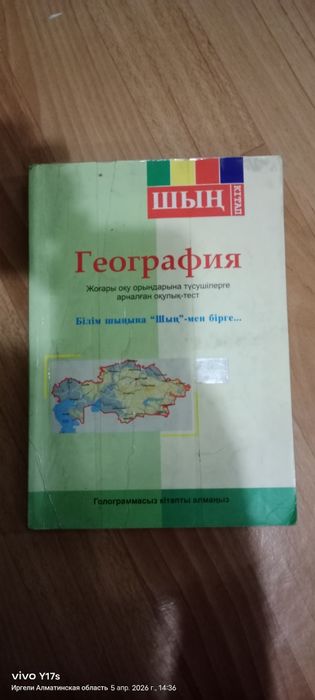 ШЫҢ
КІТАП
География
Жоғары оқу орындарына түсушілерге
арналған оқулық-тест
Білім шыңына "Шың"-мен бірге...
Голограммасыз кітапты алмаңыз
vivo Y17s
Иргели Алматинская область 5 апр. 2026 г., 14:36